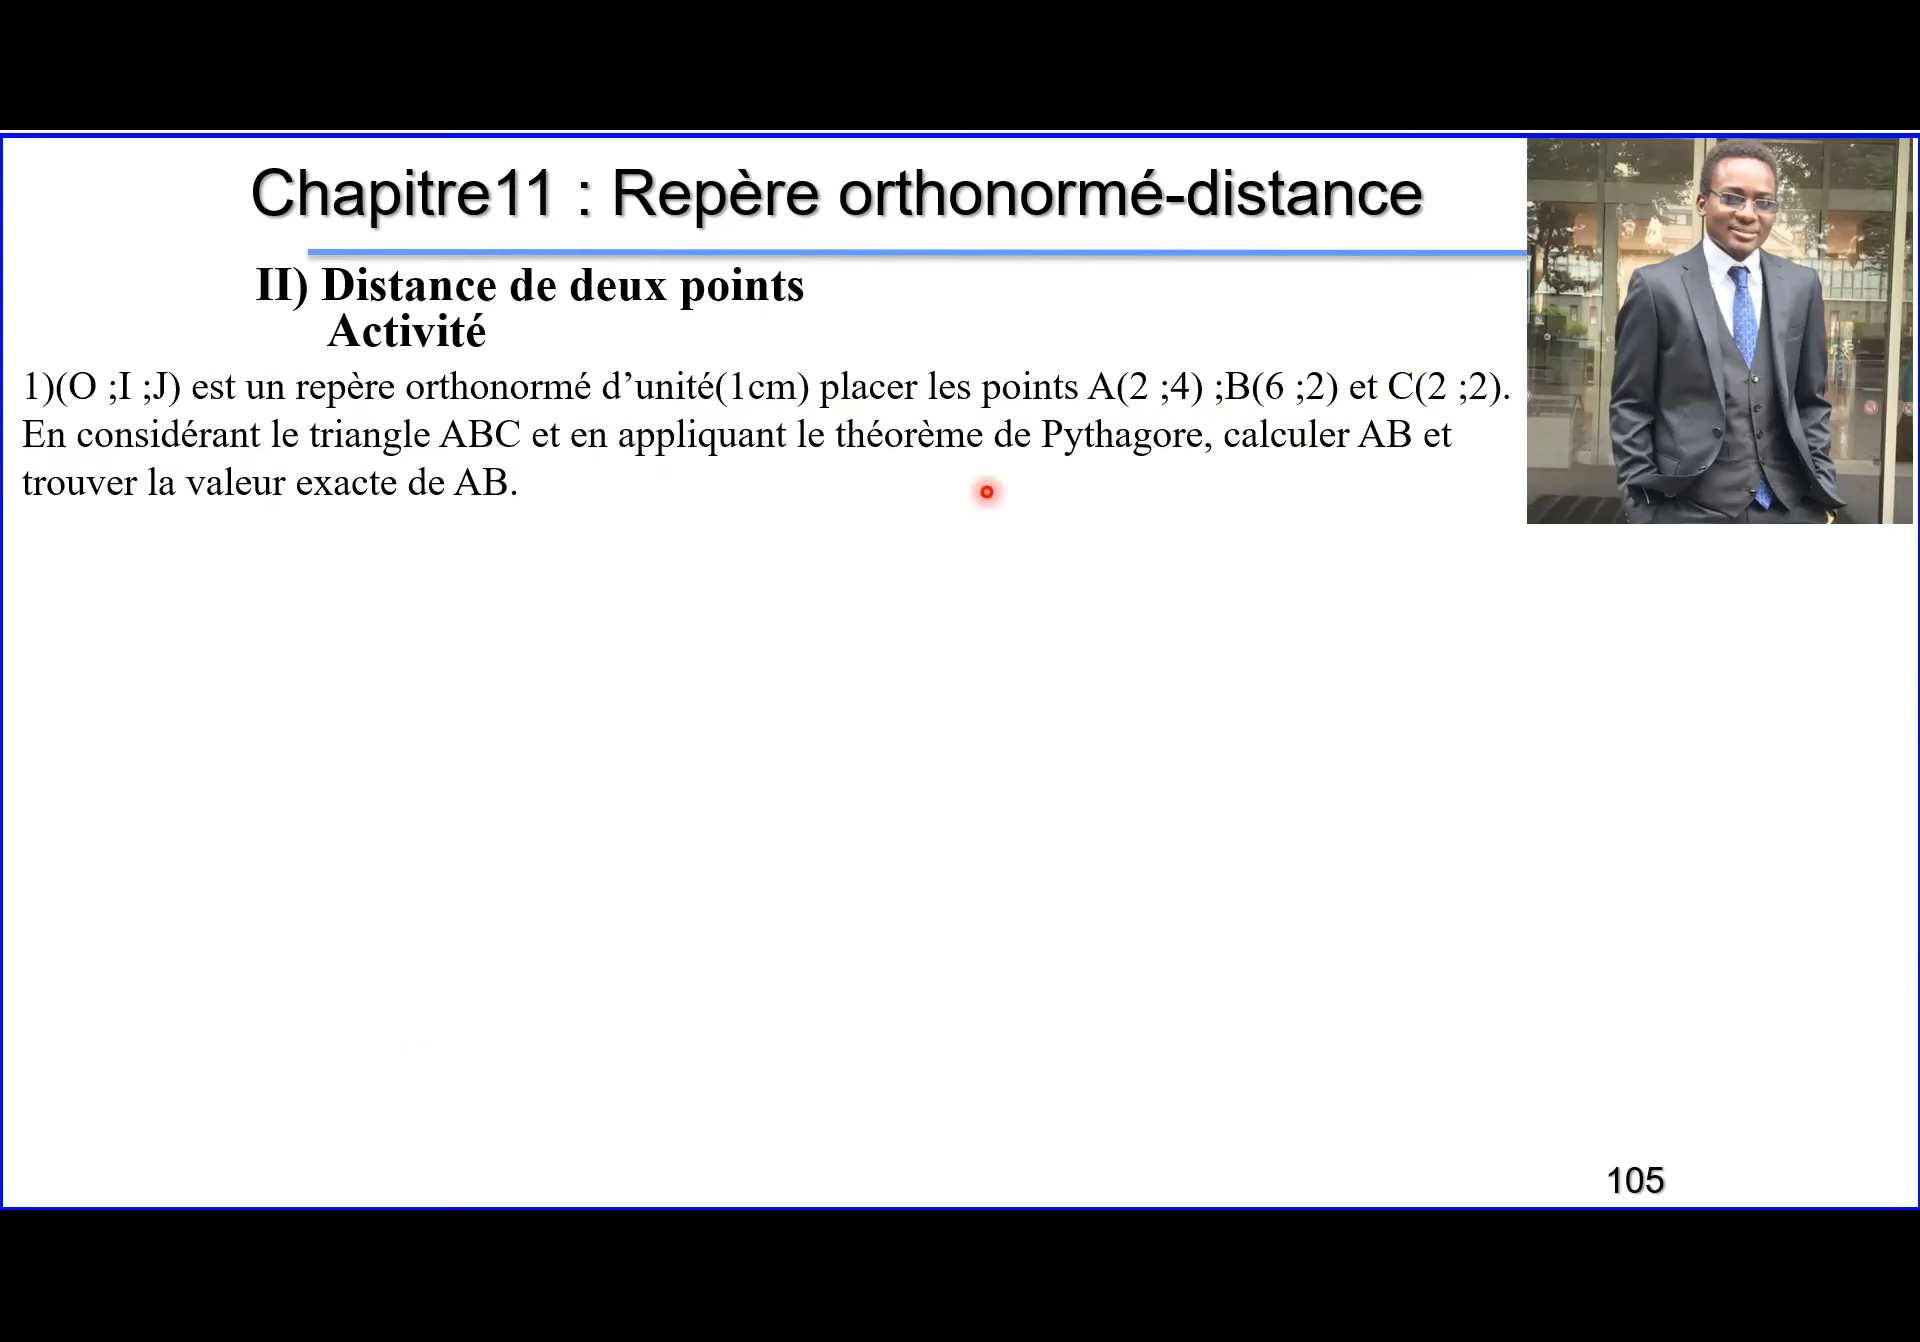 Chapitre11 : Repère orthonormé-distance
II) Distance de deux points
Activité
1)(O ;I ;J) est un repère orthonormé d’unité(1cm) placer les points A(2 ;4) ;B(6 ;2) et C(2 ;2).
En considérant le triangle ABC et en appliquant le théorème de Pythagore, calculer AB et
trouver la valeur exacte de AB.
105